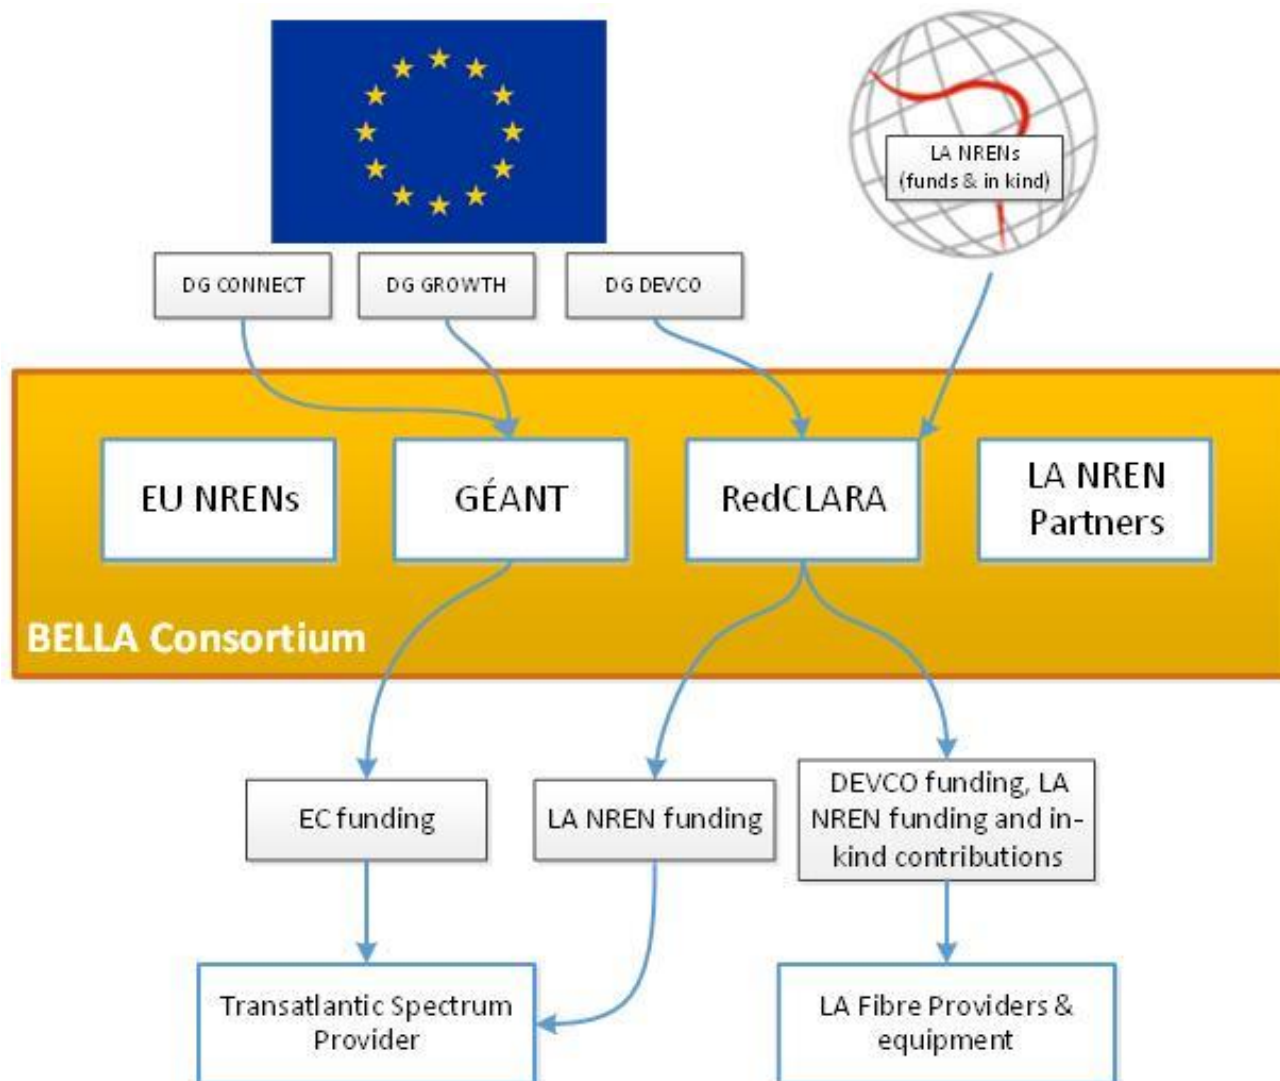 LA NRENs
(funds & in kind)
DG CONNECT
DG GROWTH
DG DEVCO
EU NRENs
GÉANT
RedCLARA
LA NREN
Partners
BELLA Consortium
EC funding
LA NREN funding
DEVCO funding, LA
NREN funding and in-
kind contributions
Transatlantic Spectrum
Provider
LA Fibre Providers &
equipment